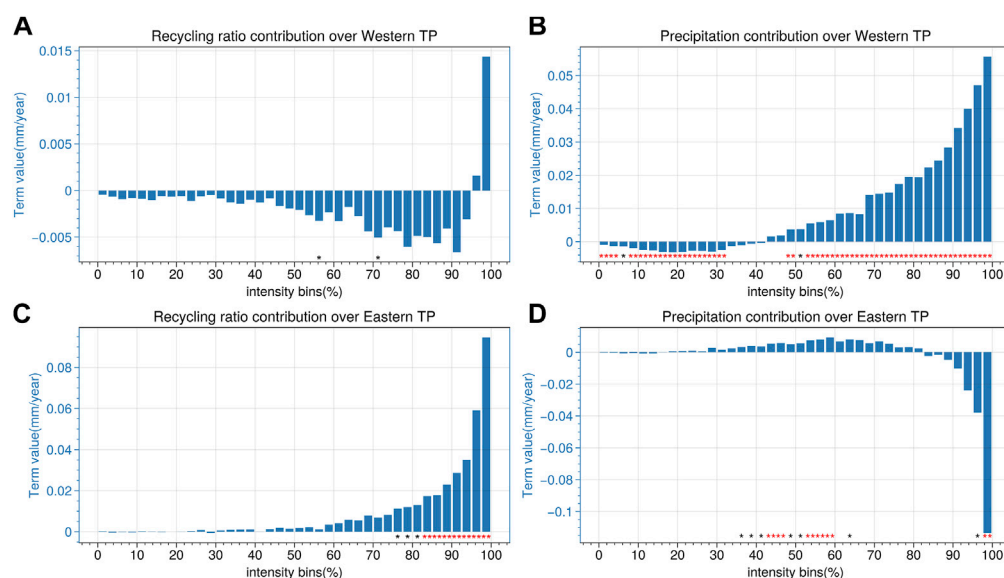 A
Recycling ratio contribution over Western TP
Term value(mm/year)
0.015
0.01
0.005
0
−0.005
* *
0 10 20 30 40 50 60 70 80 90 100
intensity bins(%)
B
Precipitation contribution over Western TP
Term value(mm/year)
0.05
0.04
0.03
0.02
0.01
0
0 10 20 30 40 50 60 70 80 90 100
intensity bins(%)
C
Recycling ratio contribution over Eastern TP
Term value(mm/year)
0.08
0.06
0.04
0.02
0
0 10 20 30 40 50 60 70 80 90 100
intensity bins(%)
D
Precipitation contribution over Eastern TP
Term value(mm/year)
0
−0.02
−0.04
−0.06
−0.08
−0.1
0 10 20 30 40 50 60 70 80 90 100
intensity bins(%)